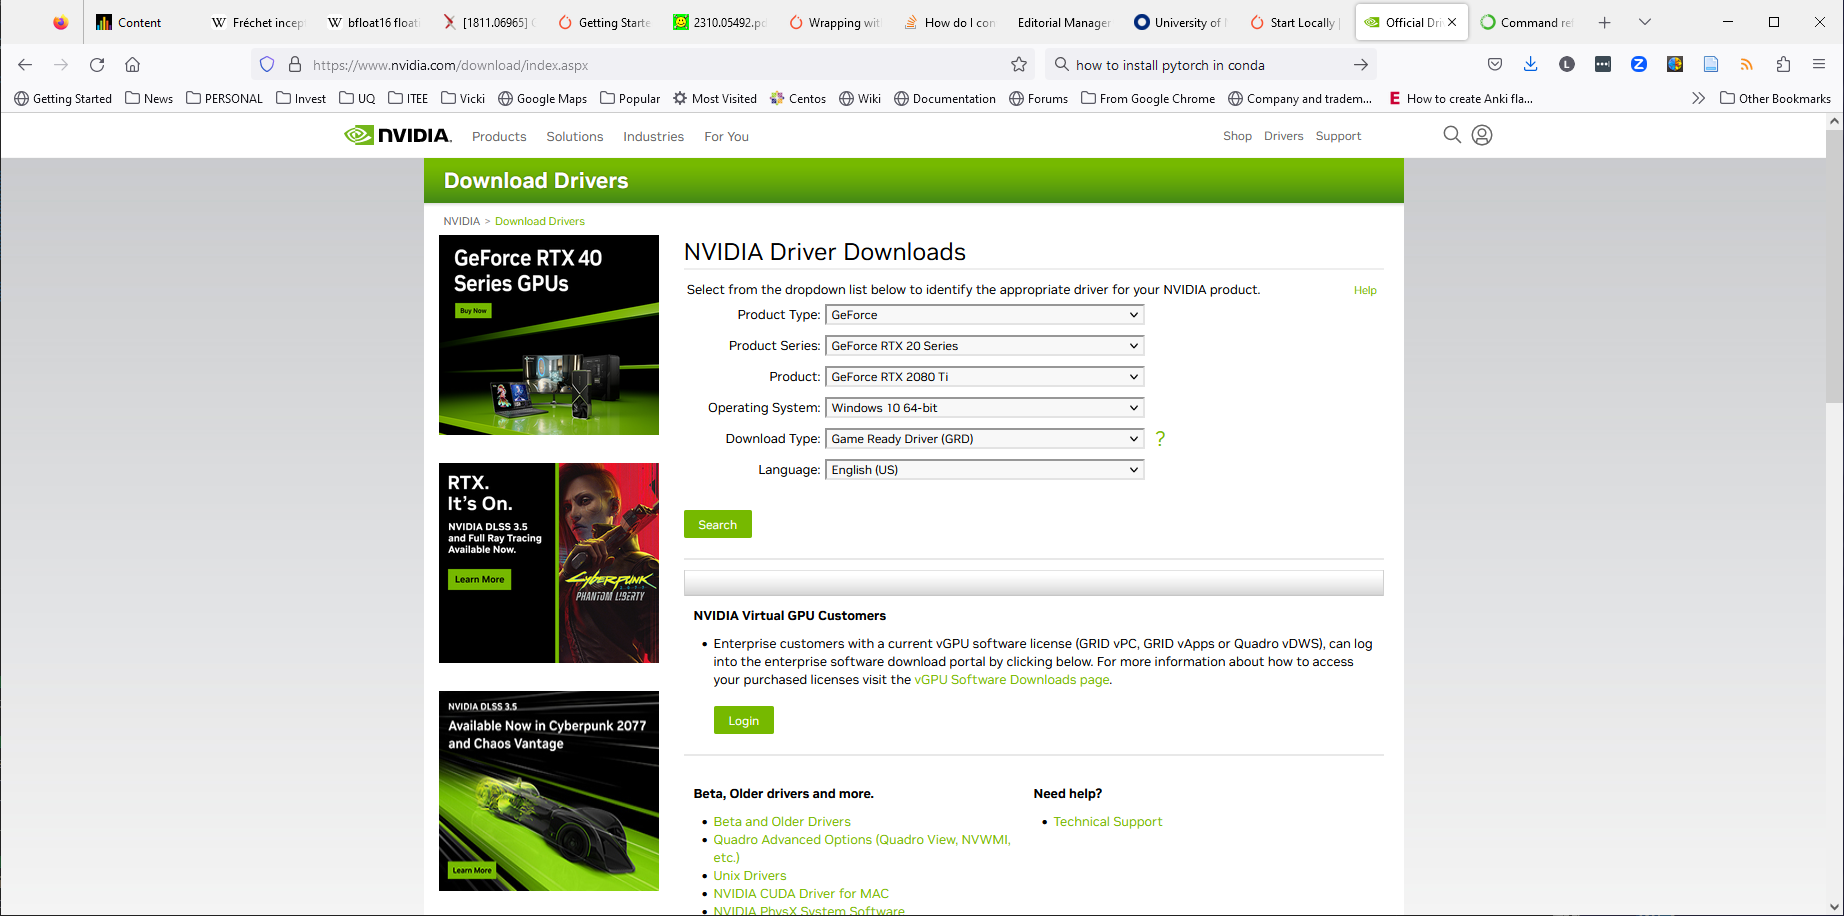 Content
Fréchet incep
bfloat16 floati
[1811.06965] G
Getting Starte
2310.05492.pd
Wrapping wit
How do I con
Editorial Manager
University of
Start Locally |
Official Dri
Command re
https://www.nvidia.com/download/index.aspx
how to install pytorch in conda
Getting Started
News
PERSONAL
Invest
UQ
ITEE
Vicki
Google Maps
Popular
Most Visited
Centos
Wiki
Documentation
Forums
From Google Chrome
Company and tradem...
How to create Anki fla...
Other Bookmarks
NVIDIA.
Products
Solutions
Industries
For You
Shop
Drivers
Support
Download Drivers
NVIDIA > Download Drivers
GeForce RTX 40
Series GPUs
Buy Now
RTX.
It's On.
NVIDIA DLSS 3.5
and Full Ray Tracing
Available Now.
Learn More
Cyberpunk
PHANTOM LIBERTY
NVIDIA DLSS 3.5
Available Now in Cyberpunk 2077
and Chaos Vantage
Learn More
NVIDIA Driver Downloads
Select from the dropdown list below to identify the appropriate driver for your NVIDIA product.
Help
Product Type: GeForce
Product Series: GeForce RTX 20 Series
Product: GeForce RTX 2080 Ti
Operating System: Windows 10 64-bit
Download Type: Game Ready Driver (GRD) ?
Language: English (US)
Search
NVIDIA Virtual GPU Customers
• Enterprise customers with a current vGPU software license (GRID vPC, GRID vApps or Quadro vDWS), can log
into the enterprise software download portal by clicking below. For more information about how to access
your purchased licenses visit the vGPU Software Downloads page.
Login
Beta, Older drivers and more.
• Beta and Older Drivers
• Quadro Advanced Options (Quadro View, NVWMI,
etc.)
• Unix Drivers
• NVIDIA CUDA Driver for MAC
• NVIDIA PhysX System Software
Need help?
• Technical Support